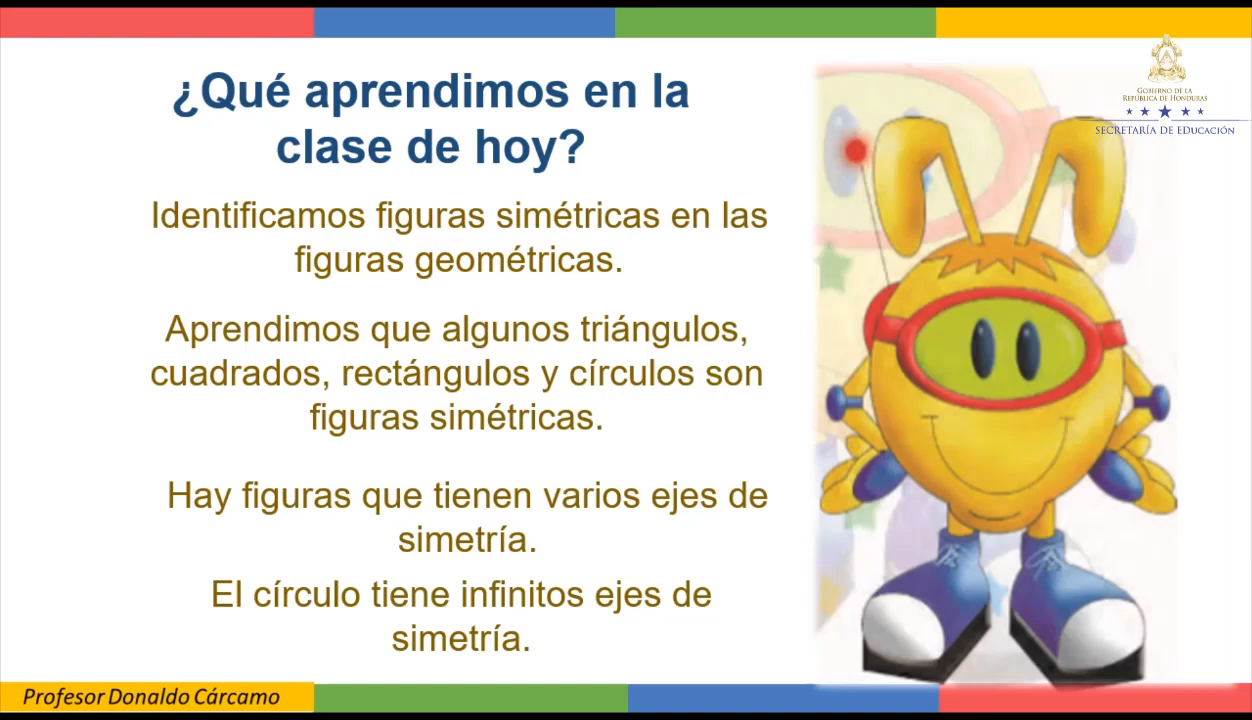 ¿Qué aprendimos en la
clase de hoy?
Identificamos figuras simétricas en las
figuras geométricas.
Aprendimos que algunos triángulos,
cuadrados, rectángulos y círculos son
figuras simétricas.
Hay figuras que tienen varios ejes de
simetría.
El círculo tiene infinitos ejes de
simetría.
GOBIERNO DE LA
REPÚBLICA DE HONDURAS
SECRETARÍA DE EDUCACIÓN
Profesor Donaldo Cárcamo